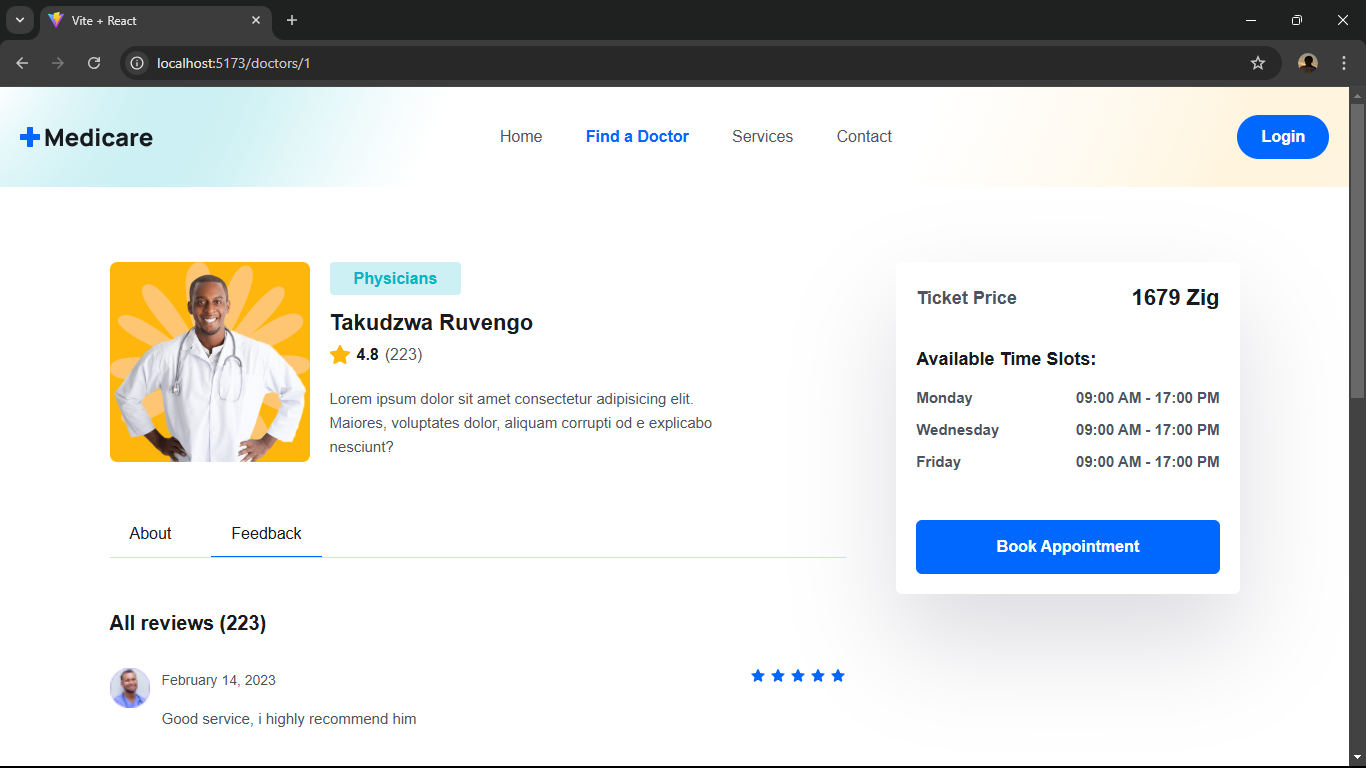 Vite + React
localhost:5173/doctors/1
Medicare
Home
Find a Doctor
Services
Contact
Login
Physicians
Takudzwa Ruvengo
4.8 (223)
Lorem ipsum dolor sit amet consectetur adipisicing elit.
Maiores, voluptates dolor, aliquam corrupti od e explicabo
nesciunt?
Ticket Price 1679 Zig
Available Time Slots:
Monday 09:00 AM - 17:00 PM
Wednesday 09:00 AM - 17:00 PM
Friday 09:00 AM - 17:00 PM
Book Appointment
About
Feedback
All reviews (223)
February 14, 2023
Good service, i highly recommend him